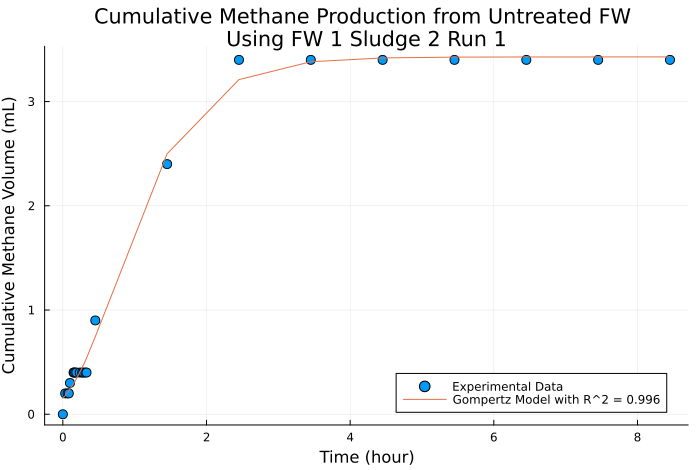 Cumulative Methane Production from Untreated FW
Using FW 1 Sludge 2 Run 1
Cumulative Methane Volume (mL)
3
2
1
0
Experimental Data
Gompertz Model with R^2 = 0.996
0 2 4 6 8
Time (hour)